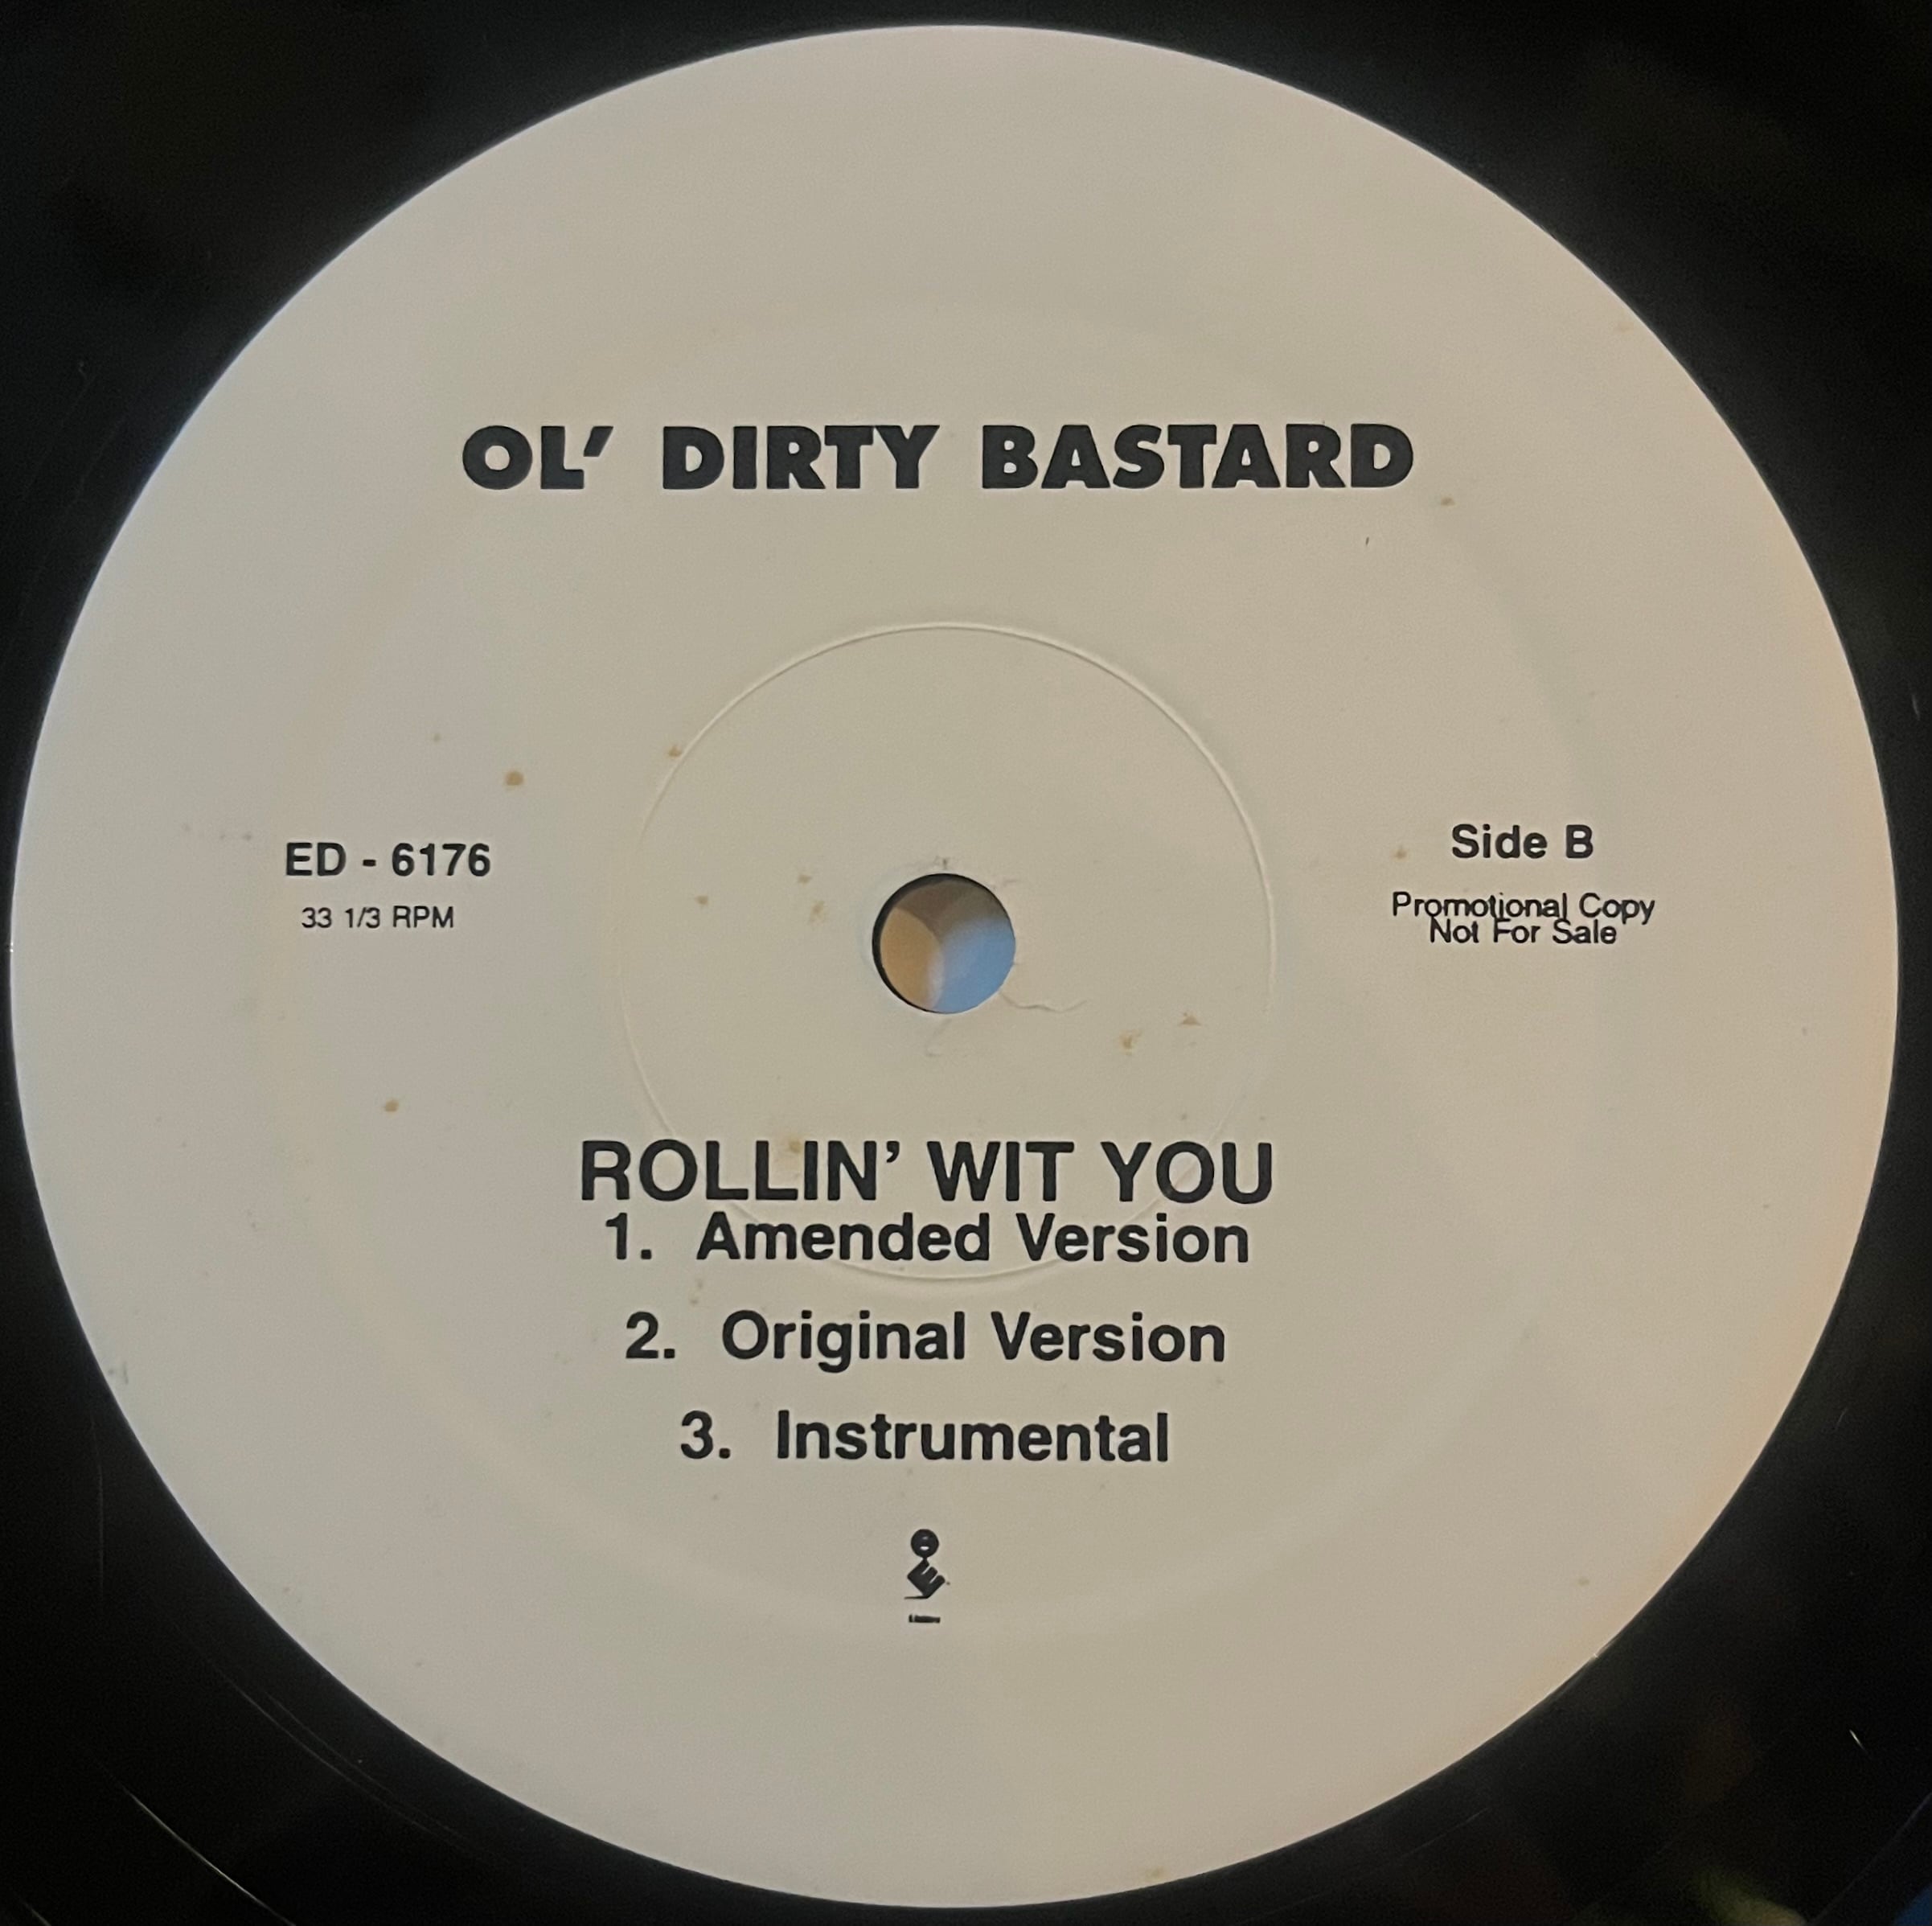 OL' DIRTY BASTARD
ED - 6176
33 1/3 RPM
Side B
Promotional Copy
Not For Sale
ROLLIN' WIT YOU
1. Amended Version
2. Original Version
3. Instrumental